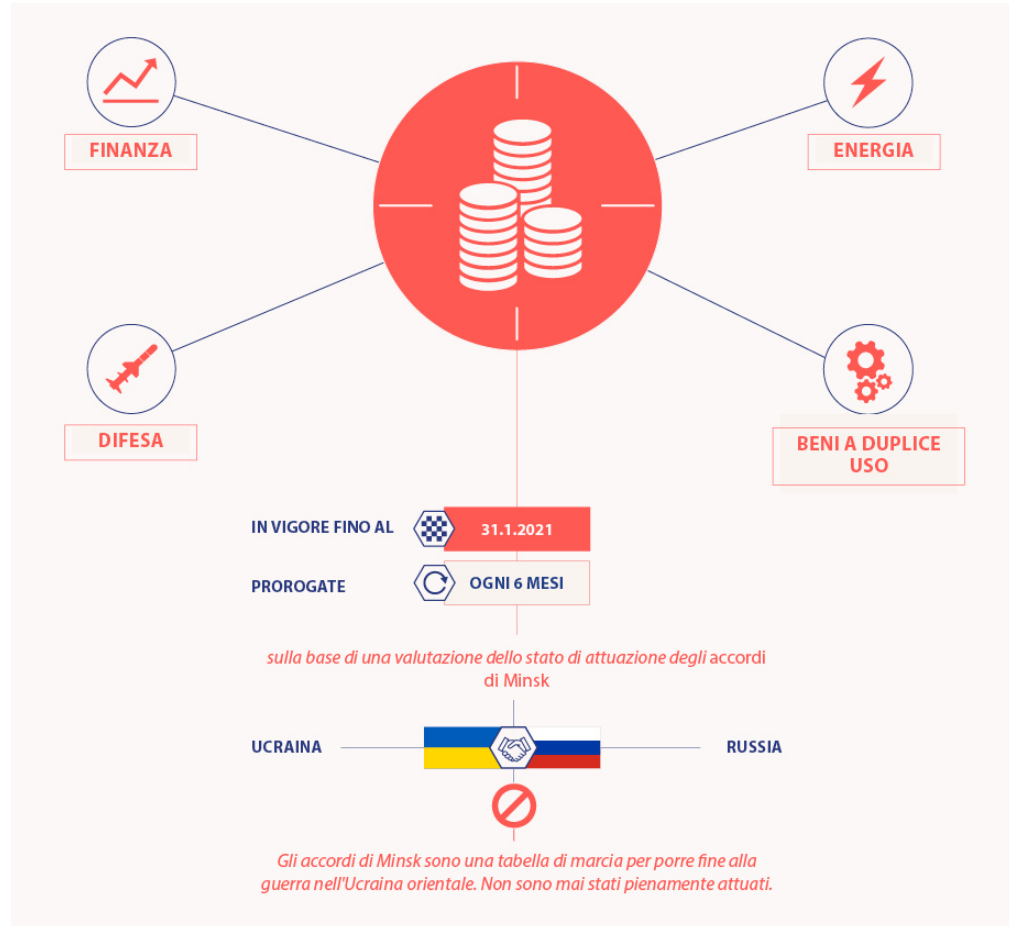 FINANZA
ENERGIA
DIFESA
BENI A DUPLICE
USO
IN VIGORE FINO AL
31.1.2021
PROROGATE
OGNI 6 MESI
sulla base di una valutazione dello stato di attuazione degli accordi
di Minsk
UCRAINA
RUSSIA
Gli accordi di Minsk sono una tabella di marcia per porre fine alla
guerra nell'Ucraina orientale. Non sono mai stati pienamente attuati.